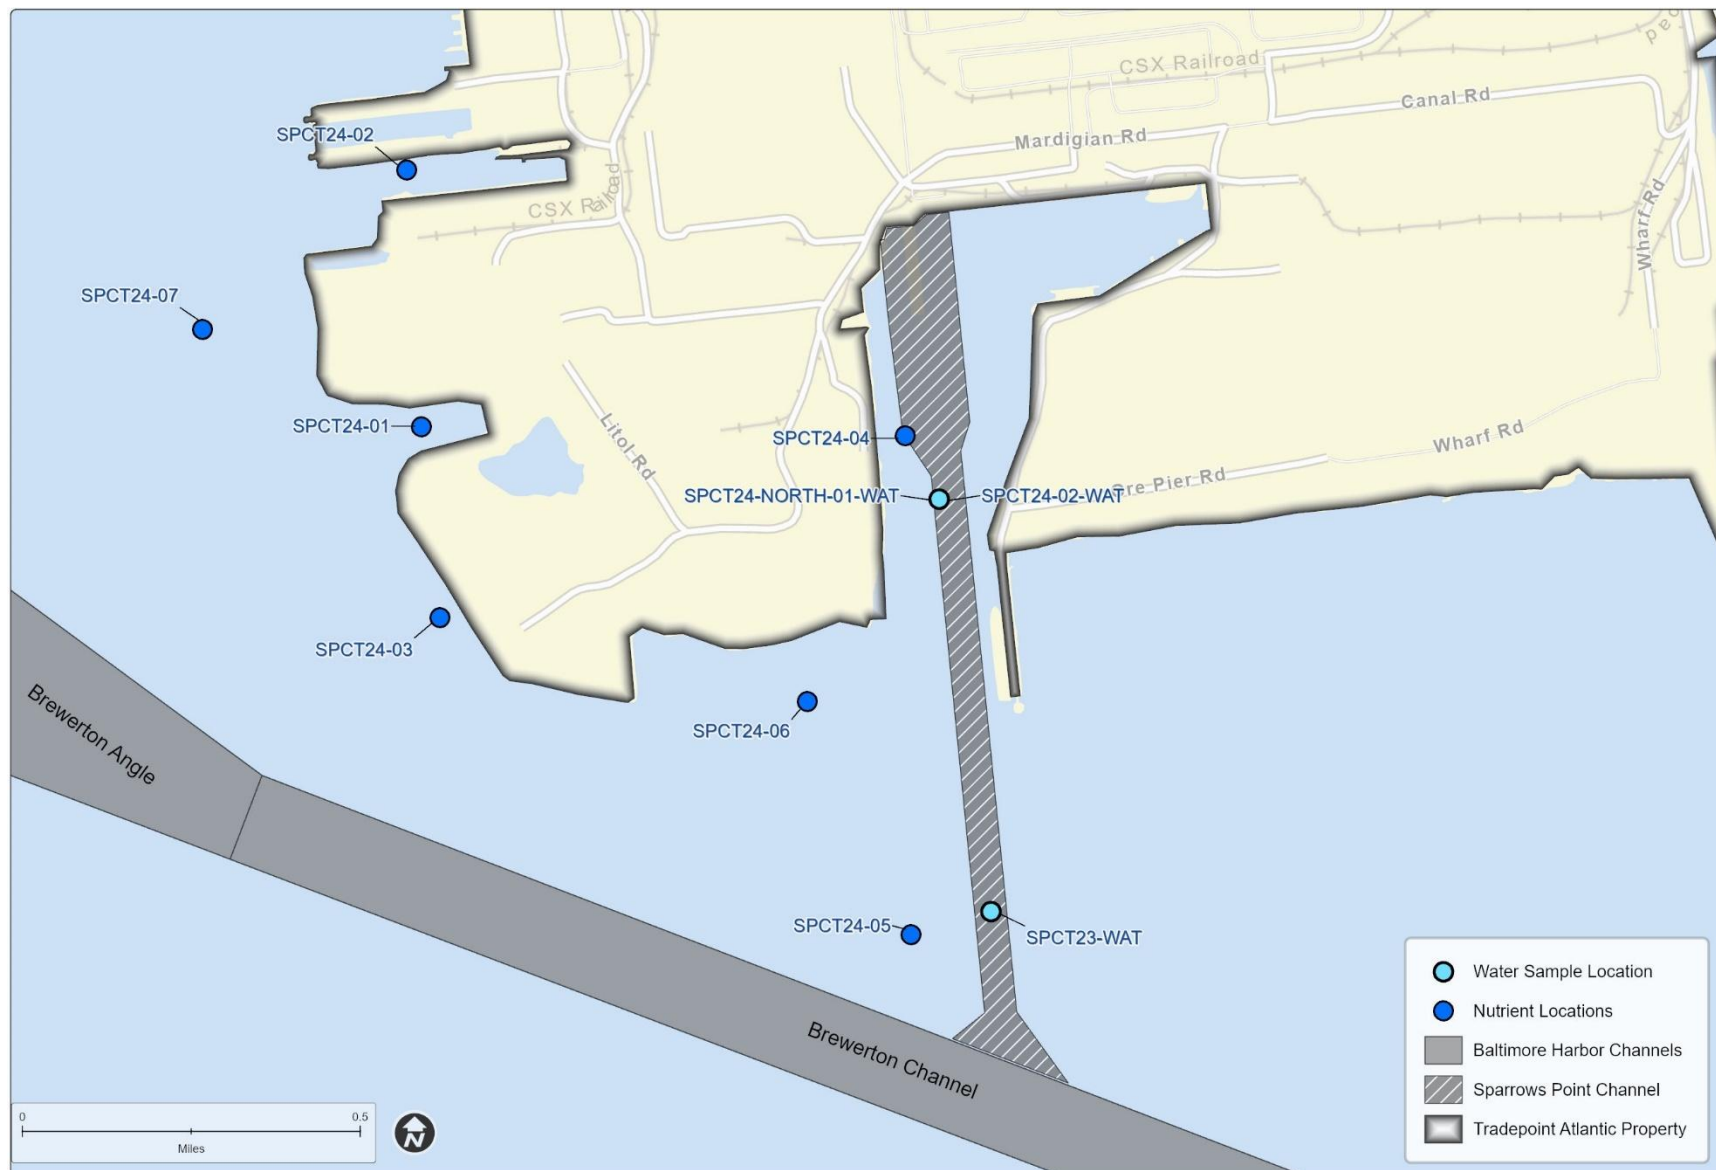 CSX Railroad
Canal Rd
Mardigian Rd
SPCT24-02
CSX Railroad
Wharf Rd
SPCT24-07
SPCT24-01
Litol Rd
SPCT24-04
Wharf Rd
SPCT24-NORTH-01-WAT
SPCT24-02-WAT
Ore Pier Rd
SPCT24-03
SPCT24-06
Brewerton Angle
SPCT24-05
SPCT23-WAT
Brewerton Channel
Water Sample Location
Nutrient Locations
Baltimore Harbor Channels
Sparrows Point Channel
Tradepoint Atlantic Property
0 0.5
Miles
N